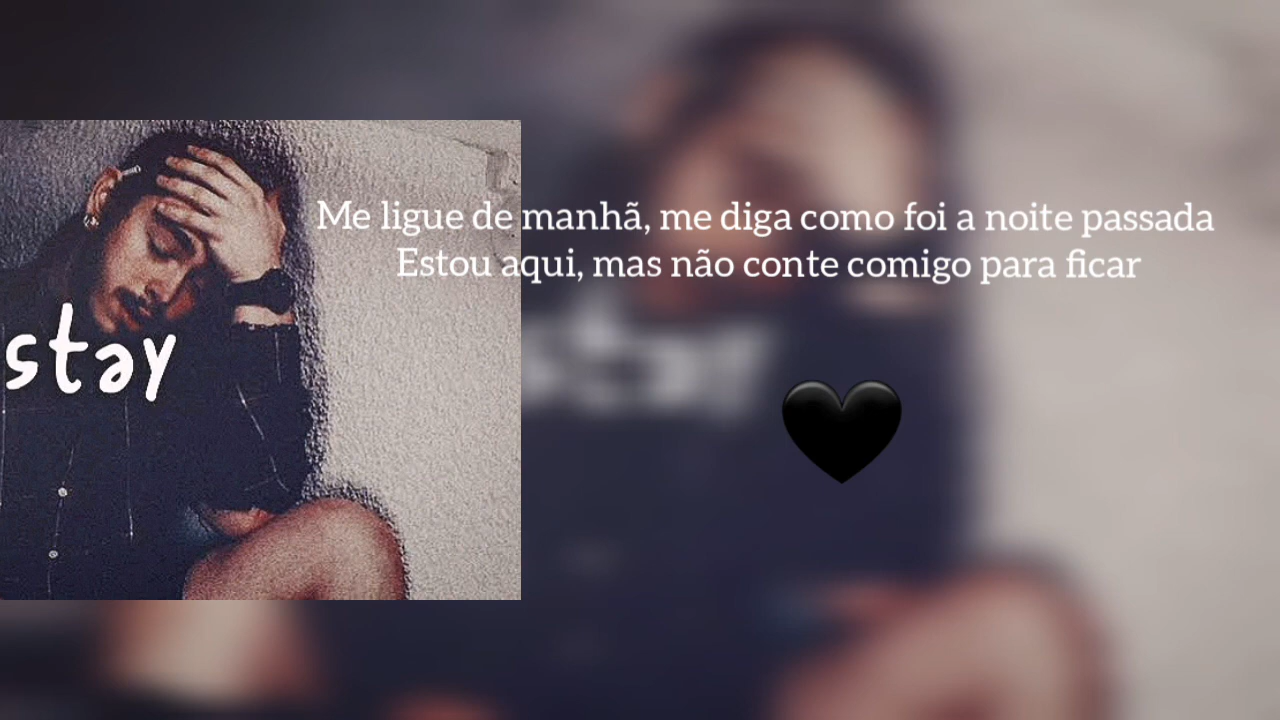 Me ligue de manhã, me diga como foi a noite passada
Estou aqui, mas não conte comigo para ficar
stay